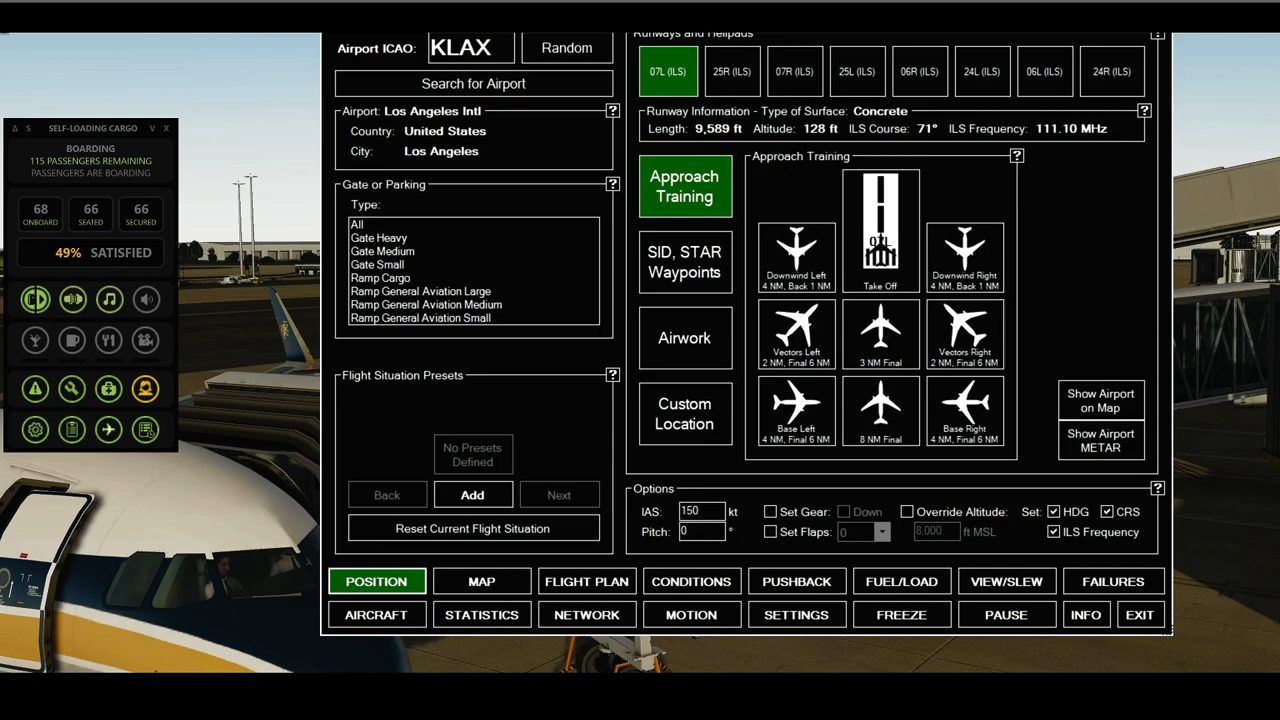 Runways and Helipads
?
Airport ICAO:
KLAX
Random
07L (ILS)
25R (ILS)
07R (ILS)
25L (ILS)
06R (ILS)
24L (ILS)
06L (ILS)
24R (ILS)
Search for Airport
Airport: Los Angeles Intl
?
Country: United States
City: Los Angeles
Runway Information - Type of Surface: Concrete
?
Length: 9,589 ft Altitude: 128 ft ILS Course: 71° ILS Frequency: 111.10 MHz
Δ S SELF-LOADING CARGO V X
BOARDING
115 PASSENGERS REMAINING
PASSENGERS ARE BOARDING
68
ONBOARD
66
SEATED
66
SECURED
49% SATISFIED
Gate or Parking
?
Type:
All
Gate Heavy
Gate Medium
Gate Small
Ramp Cargo
Ramp General Aviation Large
Ramp General Aviation Medium
Ramp General Aviation Small
Approach
Training
SID, STAR
Waypoints
Airwork
Custom
Location
Approach Training
?
Downwind Left
4 NM, Back 1 NM
07L
Take Off
Downwind Right
4 NM, Back 1 NM
Vectors Left
2 NM, Final 6 NM
3 NM Final
Vectors Right
2 NM, Final 6 NM
Base Left
4 NM, Final 6 NM
8 NM Final
Base Right
4 NM, Final 6 NM
Show Airport
on Map
Show Airport
METAR
Flight Situation Presets
?
No Presets
Defined
Back
Add
Next
Reset Current Flight Situation
Options
?
IAS: 150 kt
Set Gear: Down
Override Altitude:
Set: HDG CRS
Pitch: 0 °
Set Flaps: 0
8,000 ft MSL
ILS Frequency
POSITION
MAP
FLIGHT PLAN
CONDITIONS
PUSHBACK
FUEL/LOAD
VIEW/SLEW
FAILURES
AIRCRAFT
STATISTICS
NETWORK
MOTION
SETTINGS
FREEZE
PAUSE
INFO
EXIT